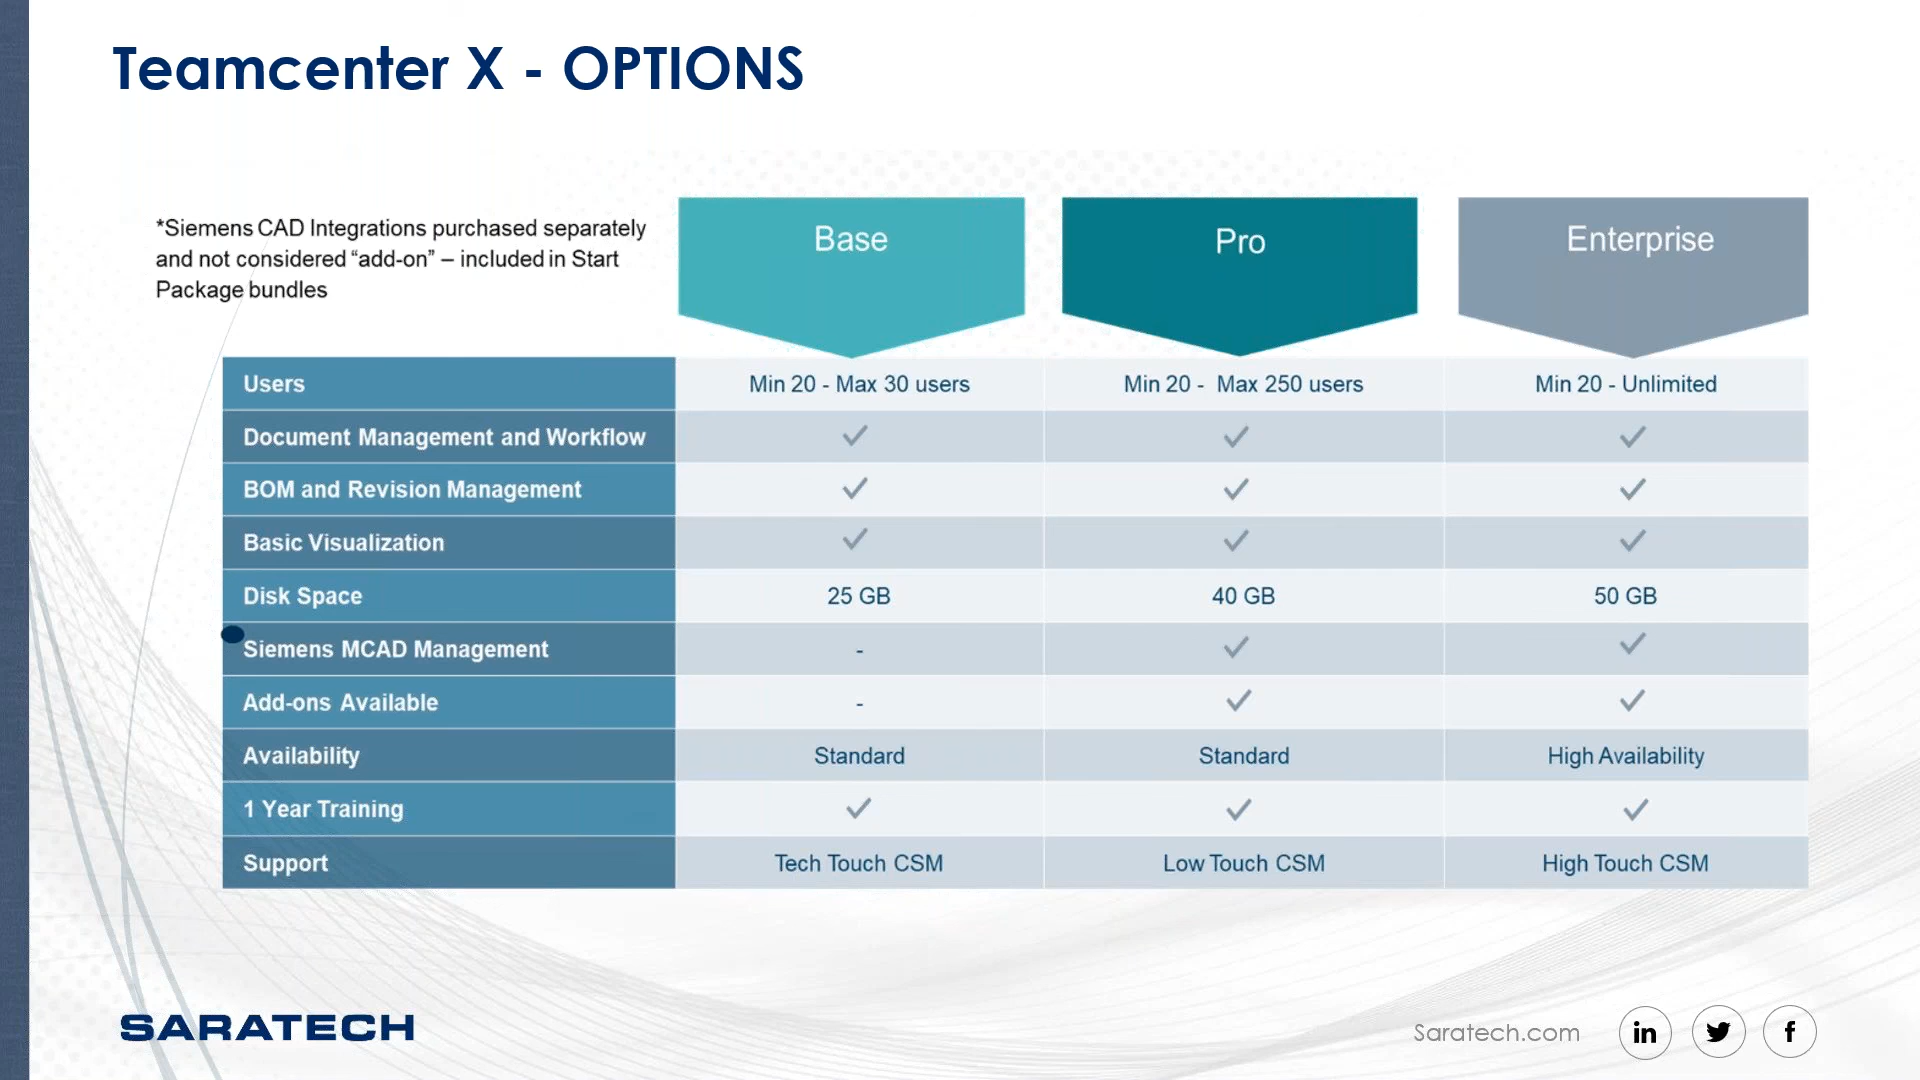 Teamcenter X - OPTIONS
*Siemens CAD Integrations purchased separately
and not considered “add-on” – included in Start
Package bundles
Base Pro Enterprise
Users Min 20 - Max 30 users Min 20 - Max 250 users Min 20 - Unlimited
Document Management and Workflow ✓ ✓ ✓
BOM and Revision Management ✓ ✓ ✓
Basic Visualization ✓ ✓ ✓
Disk Space 25 GB 40 GB 50 GB
Siemens MCAD Management - ✓ ✓
Add-ons Available - ✓ ✓
Availability Standard Standard High Availability
1 Year Training ✓ ✓ ✓
Support Tech Touch CSM Low Touch CSM High Touch CSM
SARATECH Saratech.com in f